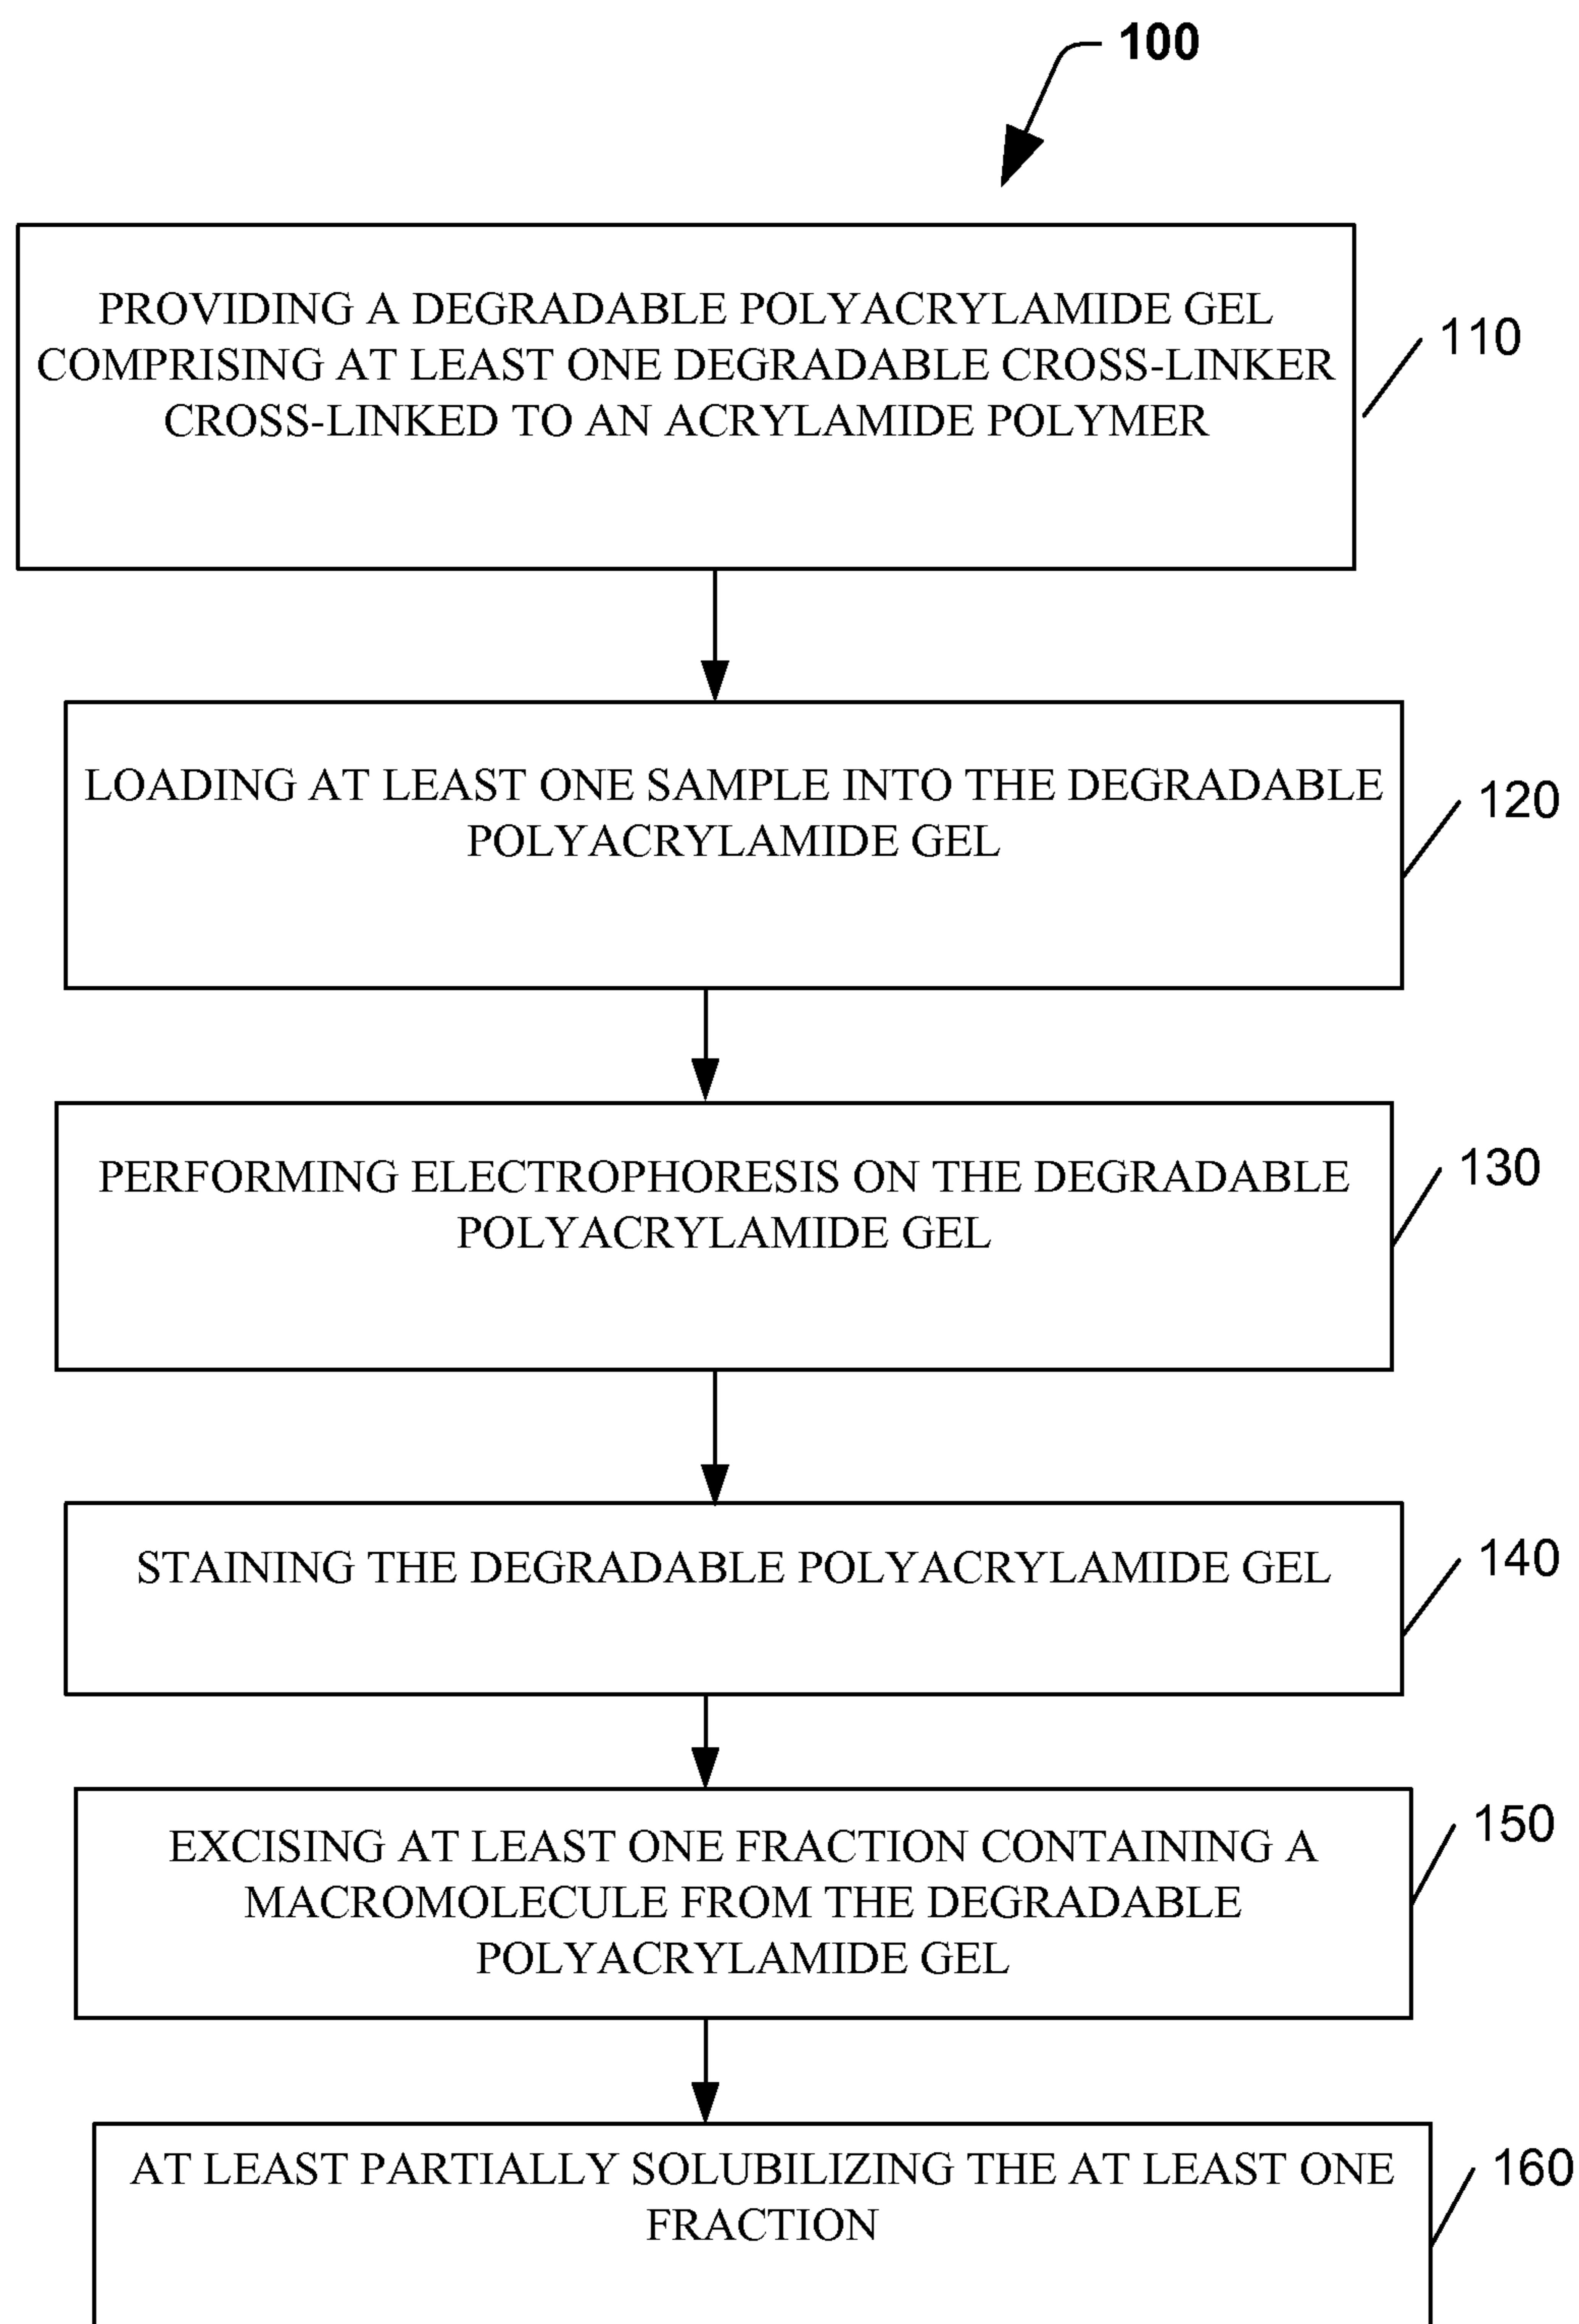 100
PROVIDING A DEGRADABLE POLYACRYLAMIDE GEL
COMPRISING AT LEAST ONE DEGRADABLE CROSS-LINKER
CROSS-LINKED TO AN ACRYLAMIDE POLYMER
110
LOADING AT LEAST ONE SAMPLE INTO THE DEGRADABLE
POLYACRYLAMIDE GEL
120
PERFORMING ELECTROPHORESIS ON THE DEGRADABLE
POLYACRYLAMIDE GEL
130
STAINING THE DEGRADABLE POLYACRYLAMIDE GEL
140
EXCISING AT LEAST ONE FRACTION CONTAINING A
MACROMOLECULE FROM THE DEGRADABLE
POLYACRYLAMIDE GEL
150
AT LEAST PARTIALLY SOLUBILIZING THE AT LEAST ONE
FRACTION
160